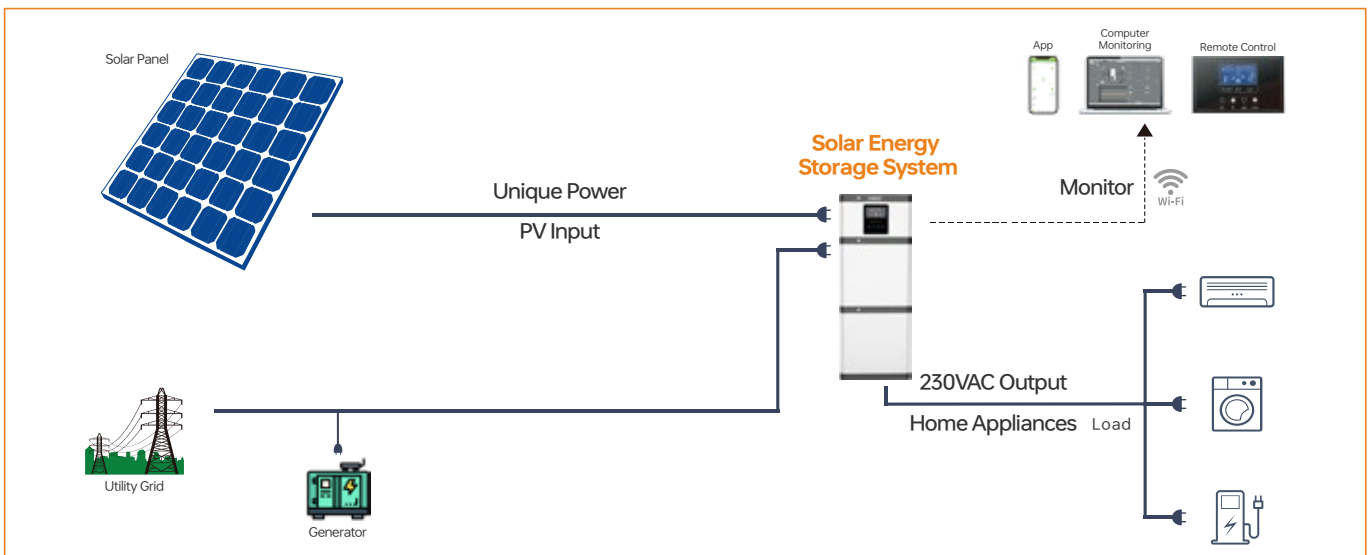 Solar Panel
App
Computer
Monitoring
Remote Control
Solar Energy
Storage System
Unique Power
PV Input
Monitor
Wi-Fi
230VAC Output
Home Appliances Load
Utility Grid
Generator